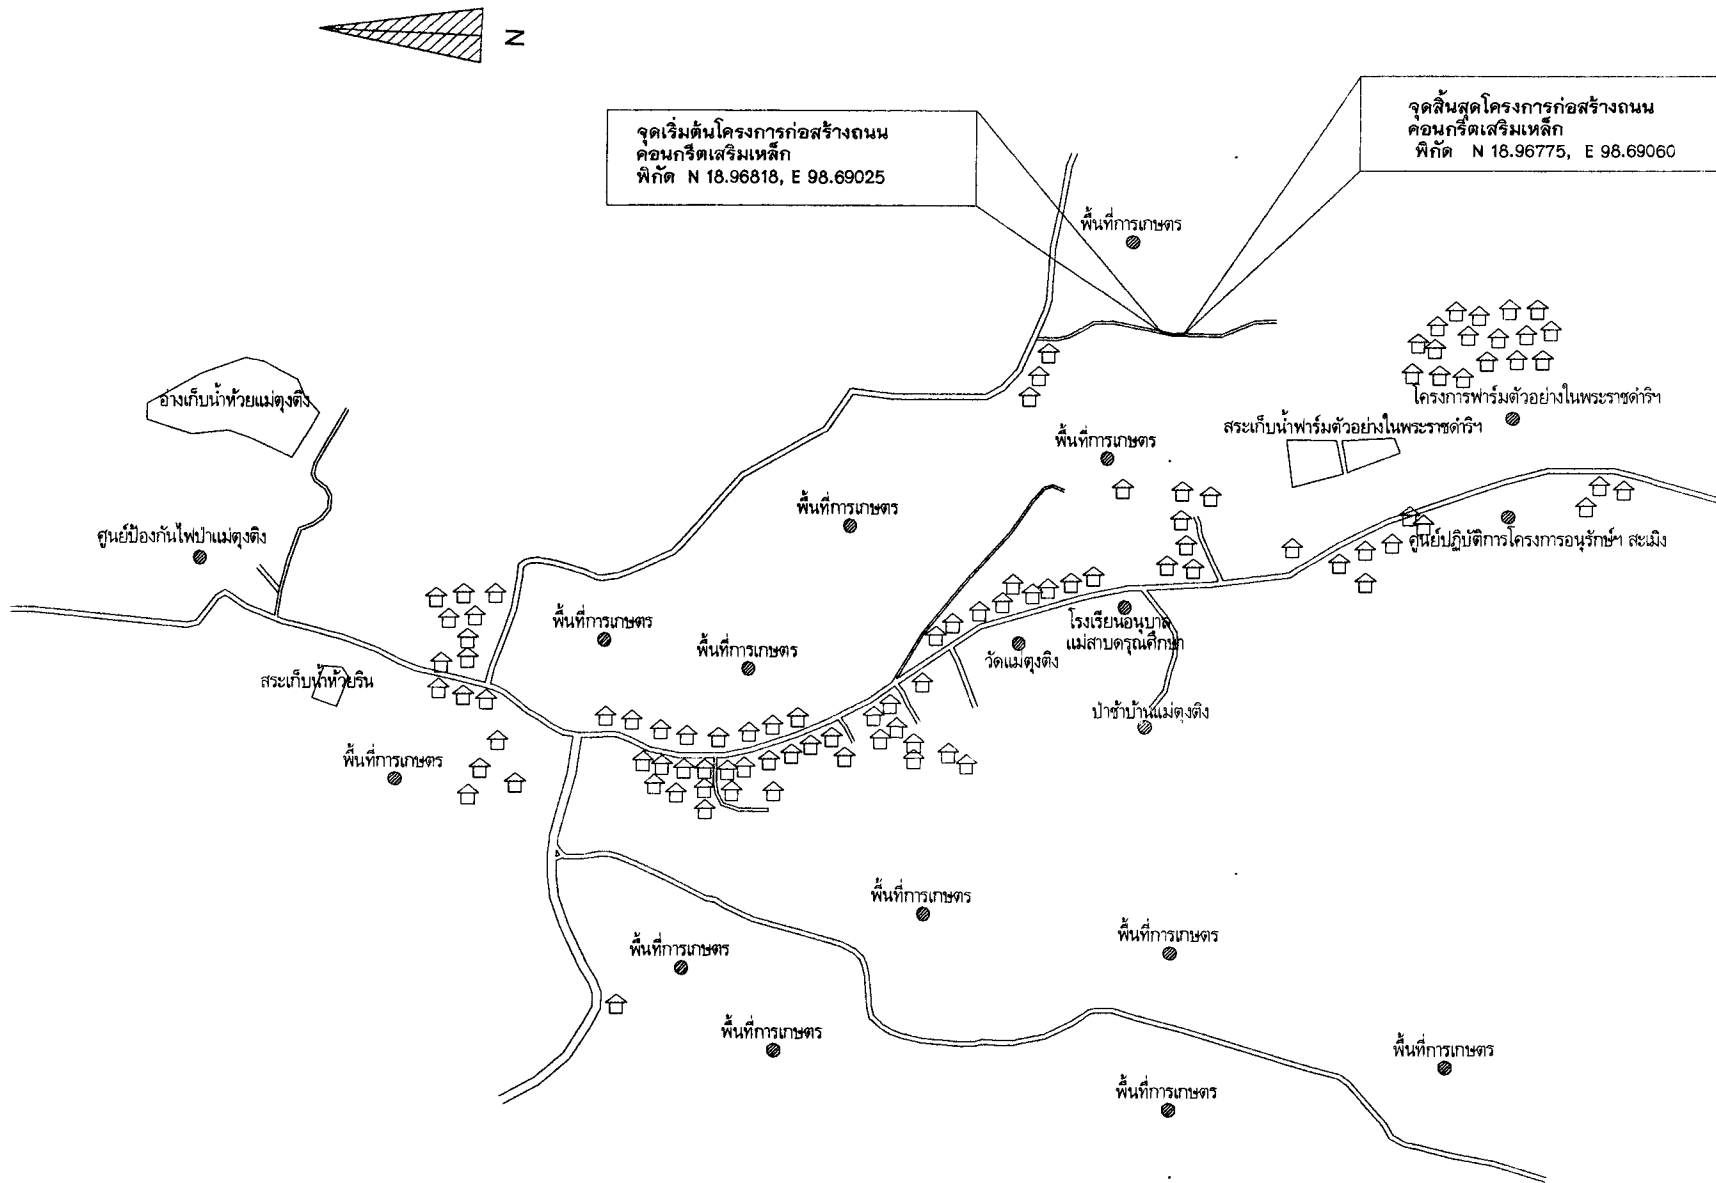 N
จุดเริ่มต้นโครงการก่อสร้างถนน
คอนกรีตเสริมเหล็ก
พิกัด N 18.96818, E 98.69025
จุดสิ้นสุดโครงการก่อสร้างถนน
คอนกรีตเสริมเหล็ก
พิกัด N 18.96775, E 98.69060
พื้นที่การเกษตร
อ่างเก็บน้ำห้วยแม่ตุงติง
โครงการฟาร์มตัวอย่างในพระราชดำริฯ
สระเก็บน้ำฟาร์มตัวอย่างในพระราชดำริฯ
พื้นที่การเกษตร
พื้นที่การเกษตร
ศูนย์ป้องกันไฟป่าแม่ตุงติง
ศูนย์ปฏิบัติการโครงการอนุรักษ์ฯ สะเมิง
พื้นที่การเกษตร
พื้นที่การเกษตร
โรงเรียนอนุบาล
แม่สาบดรุณศึกษา
วัดแม่ตุงติง
สระเก็บน้ำห้วยริน
ป่าช้าบ้านแม่ตุงติง
พื้นที่การเกษตร
พื้นที่การเกษตร
พื้นที่การเกษตร
พื้นที่การเกษตร
พื้นที่การเกษตร
พื้นที่การเกษตร
พื้นที่การเกษตร